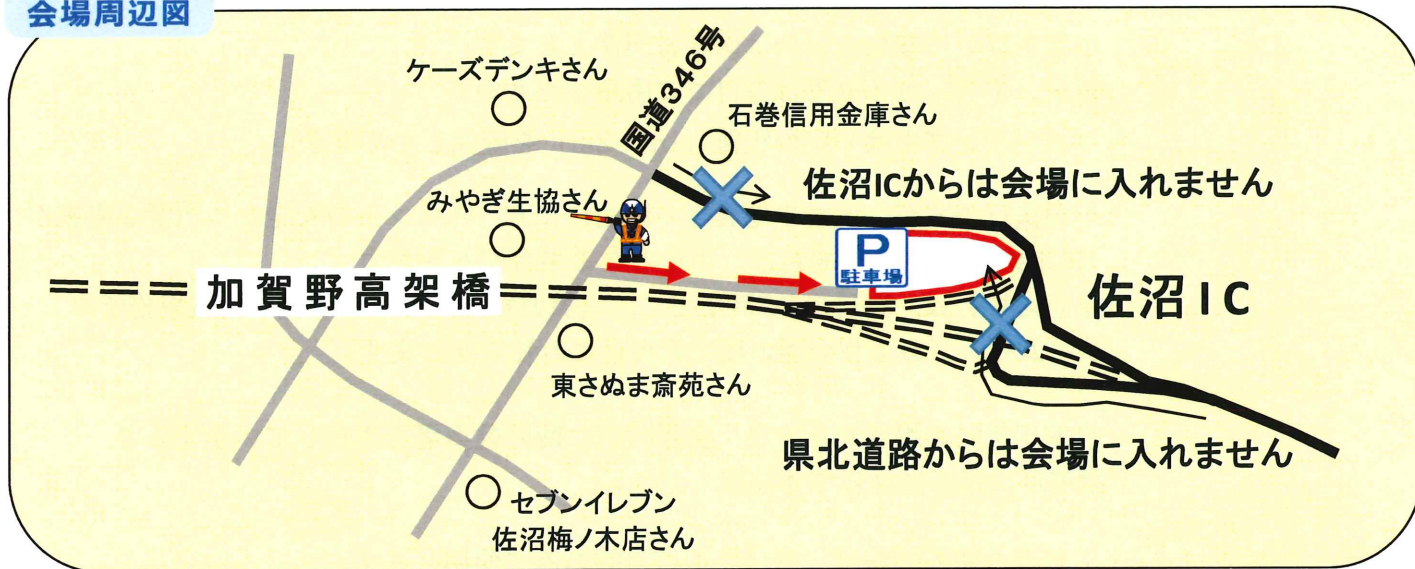 会場周辺図
ケーズデンキさん
国道346号
石巻信用金庫さん
佐沼ICからは会場に入れません
みやぎ生協さん
P
駐車場
加賀野高架橋
佐沼IC
東さぬま斎苑さん
県北道路からは会場に入れません
セブンイレブン
佐沼梅ノ木店さん